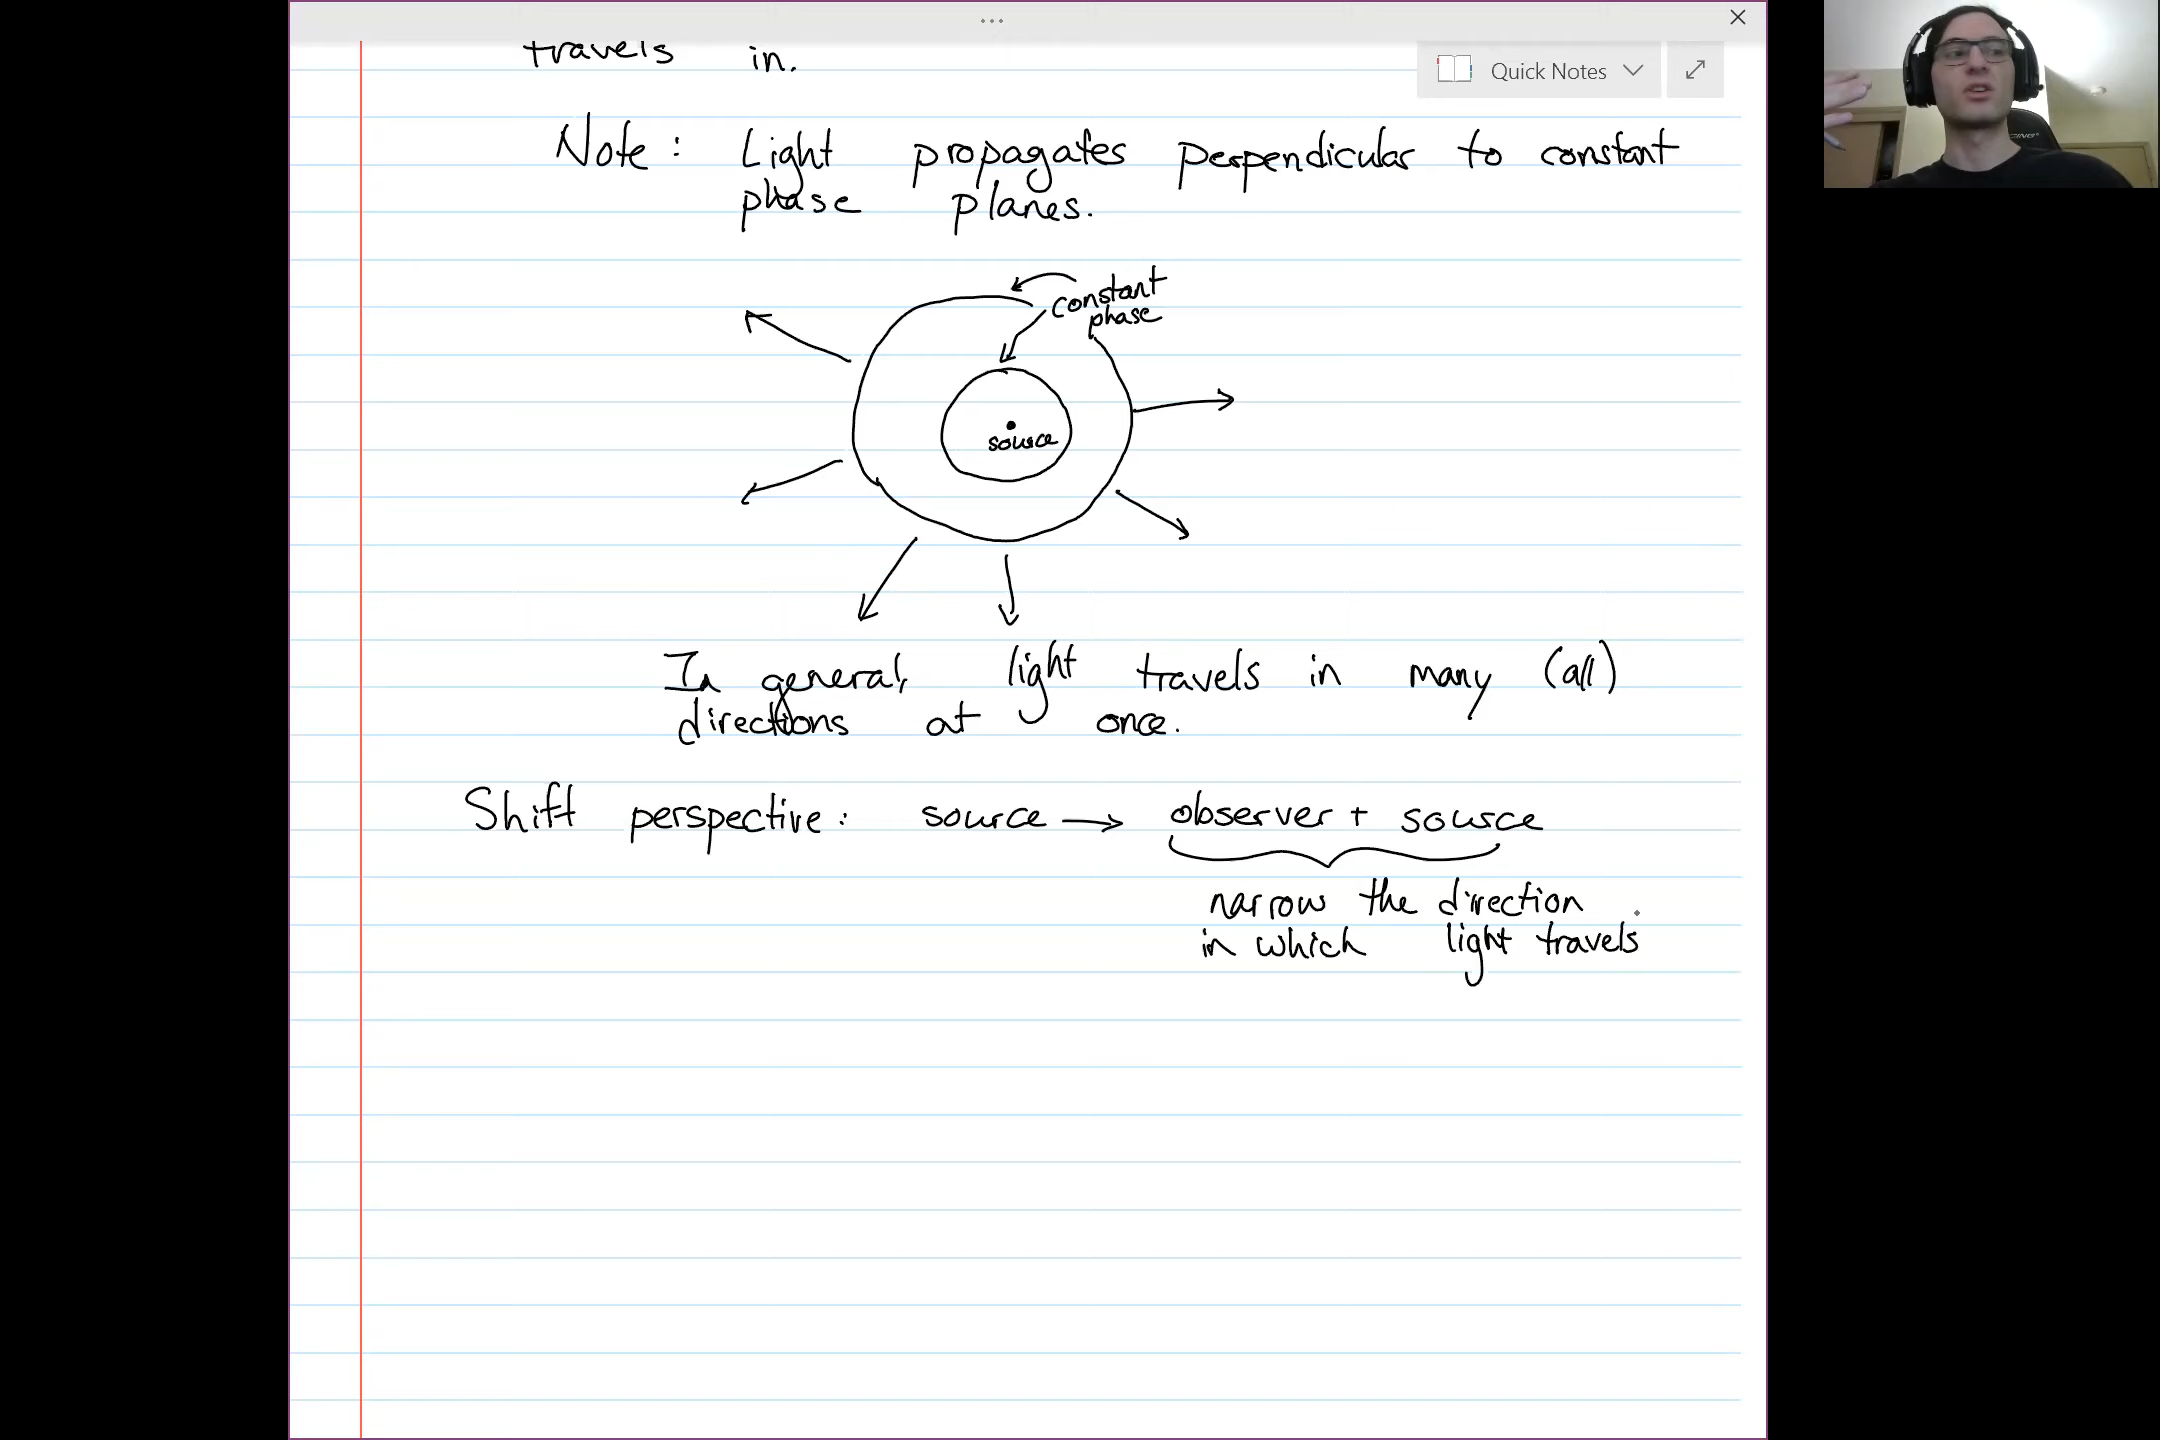 travels in.
Quick Notes
Note: Light propagates perpendicular to constant
phase planes.
constant
phase
source
In general, light travels in many (all)
directions at once.
Shift perspective: source → observer + source
narrow the direction
in which light travels